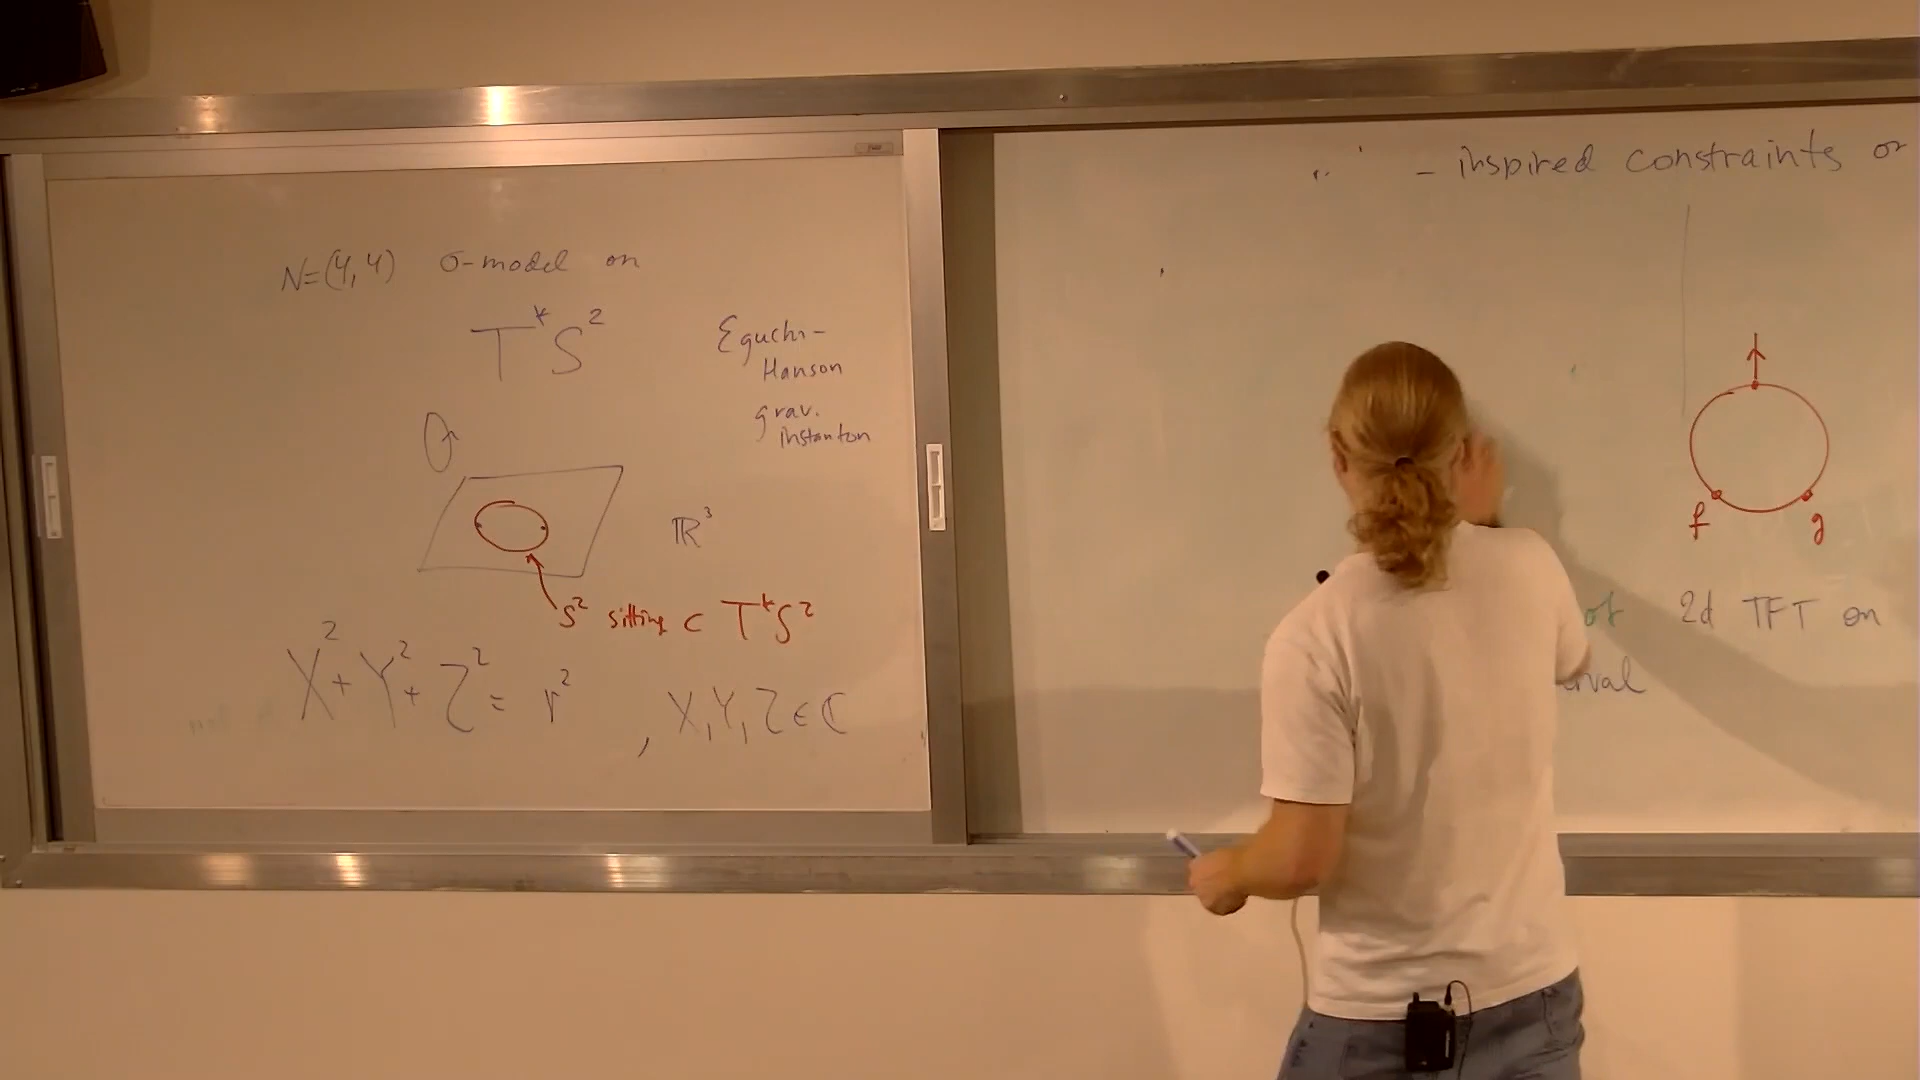 N=(4,4) σ-model on
T*S²
Eguchi-
Hanson
grav.
instanton
ℝ³
S² sitting ⊂ T*S²
X²+Y²+Z²=r² , X,Y,Z∈ℂ
- inspired constraints on
f
g
of 2d TFT on